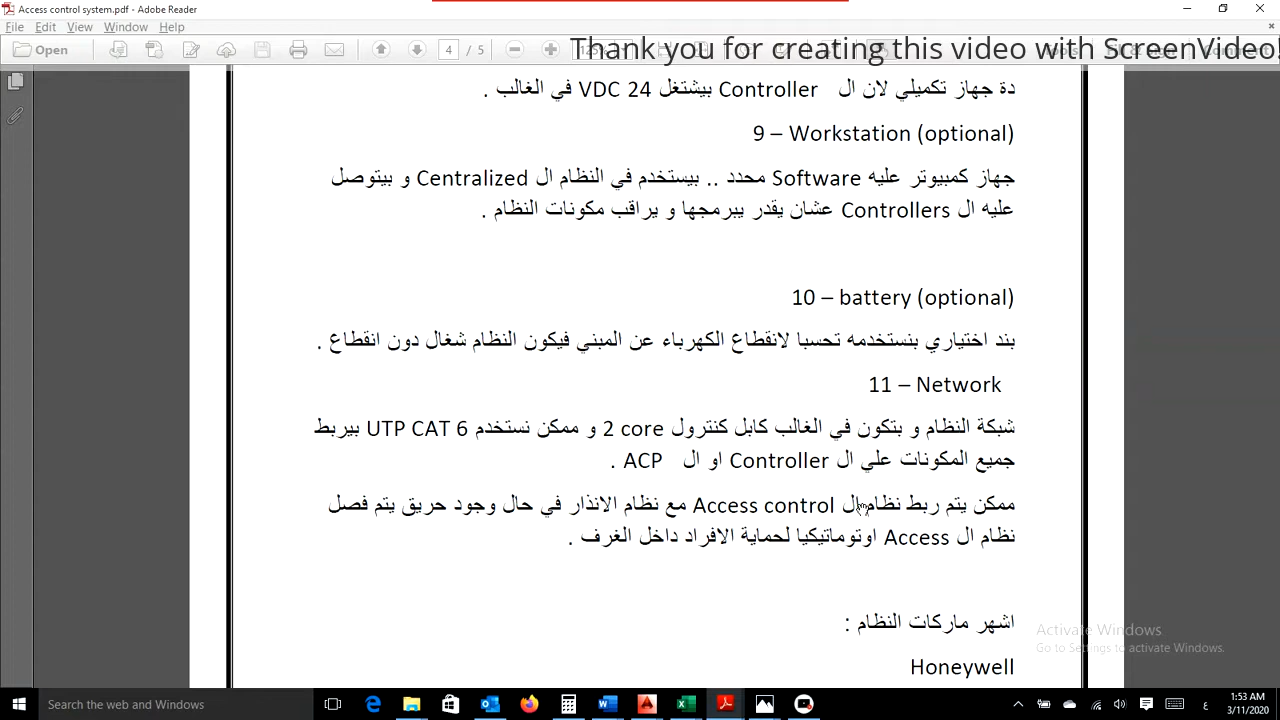 Access control system.pdf - Adobe Reader
File Edit View Window Help
Open 4 / 5
Thank you for creating this video with ScreenVideo!
دة جهاز تكميلي لان ال Controller بيشتغل 24 VDC في الغالب .
9 – Workstation (optional)
جهاز كمبيوتر عليه Software محدد .. بيستخدم في النظام ال Centralized و بيتوصل
عليه ال Controllers عشان يقدر يبرمجها و يراقب مكونات النظام .
10 – battery (optional)
بند اختياري بنستخدمه تحسبا لانقطاع الكهرباء عن المبني فيكون النظام شغال دون انقطاع .
11 – Network
شبكة النظام و بتكون في الغالب كابل كنترول 2 core و ممكن نستخدم UTP CAT 6 بيربط
جميع المكونات علي ال Controller او ال ACP .
ممكن يتم ربط نظام ال Access control مع نظام الانذار في حال وجود حريق يتم فصل
نظام ال Access اوتوماتيكيا لحماية الافراد داخل الغرف .
اشهر ماركات النظام :
Honeywell
Activate Windows
Go to Settings to activate Windows.
Search the web and Windows
ع
1:53 AM
3/11/2020